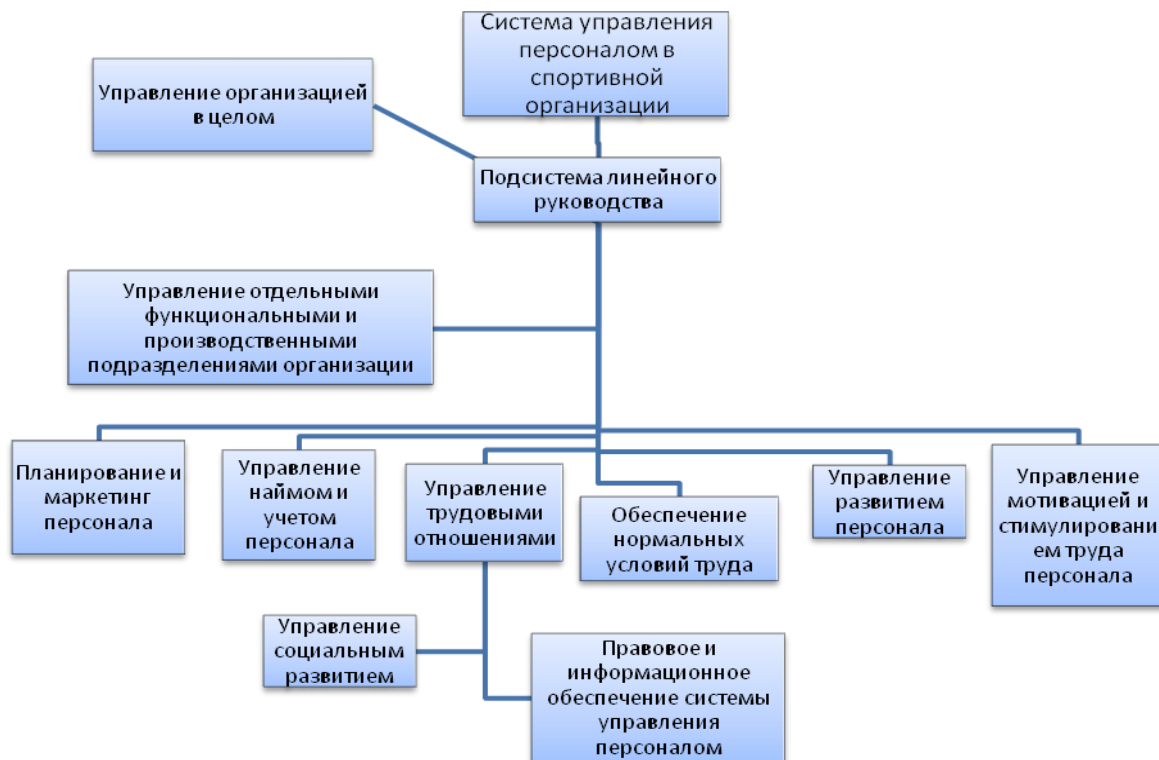 Система управления
персоналом в
спортивной
организации
Управление организацией
в целом
Подсистема линейного
руководства
Управление отдельными
функциональными и
производственными
подразделениями организации
Планирование и
маркетинг
персонала
Управление
наймом и
учетом
персонала
Управление
трудовыми
отношениями
Обеспечение
нормальных
условий труда
Управление
развитием
персонала
Управление
мотивацией и
стимулировани
ем труда
персонала
Управление
социальным
развитием
Правовое и
информационное
обеспечение системы
управления
персоналом